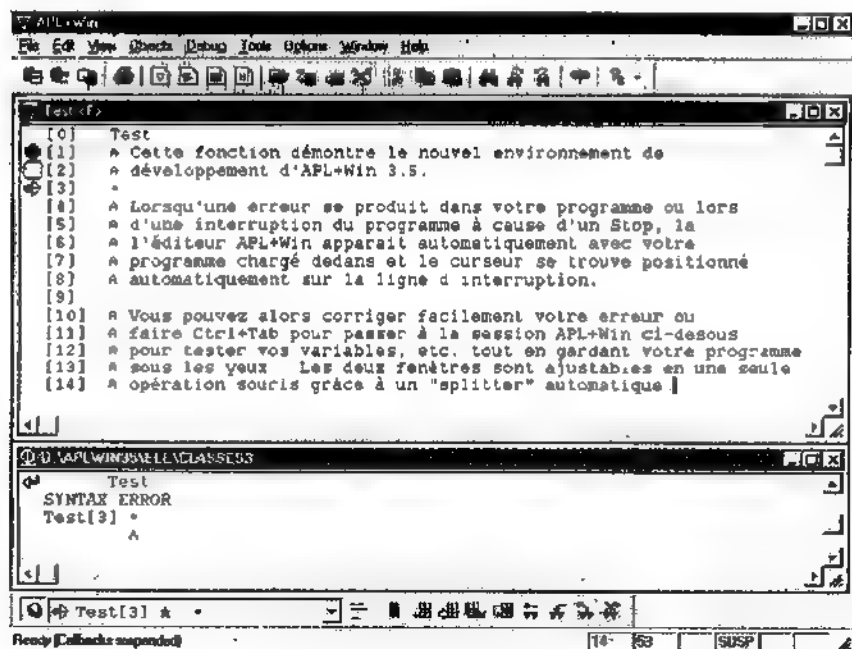 APL+Win
File Edit View Objects Debug Tools Options Window Help
Test<F>
[0] Test
[1] ⍝ Cette fonction démontre le nouvel environnement de
[2] ⍝ développement d'APL+Win 3.5.
[3] *
[4] ⍝ Lorsqu'une erreur se produit dans votre programme ou lors
[5] ⍝ d'une interruption du programme à cause d'un Stop, la
[6] ⍝ l'éditeur APL+Win apparait automatiquement avec votre
[7] ⍝ programme chargé dedans et le curseur se trouve positionné
[8] ⍝ automatiquement sur la ligne d interruption.
[9]
[10] ⍝ Vous pouvez alors corriger facilement votre erreur ou
[11] ⍝ faire Ctrl+Tab pour passer à la session APL+Win ci-desous
[12] ⍝ pour tester vos variables, etc. tout en gardant votre programme
[13] ⍝ sous les yeux Les deux fenêtres sont ajustables en une seule
[14] ⍝ opération souris grâce à un "splitter" automatique
D:\APLWIN35\ELE\CLASSES3
Test
SYNTAX ERROR
Test[3] *
^
Test[3] ⍝ *
Ready (Callbacks suspended)
14 53 SUSP